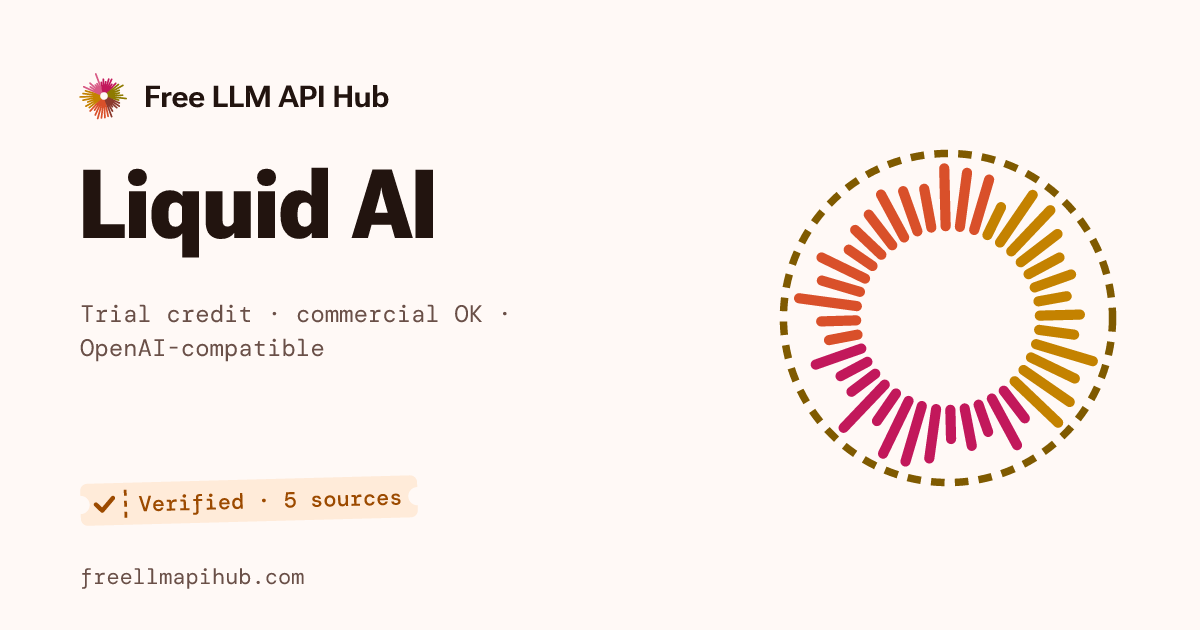 Free LLM API Hub
Liquid AI
Trial credit · commercial OK ·
OpenAI-compatible
Verified · 5 sources
freellmapihub.com